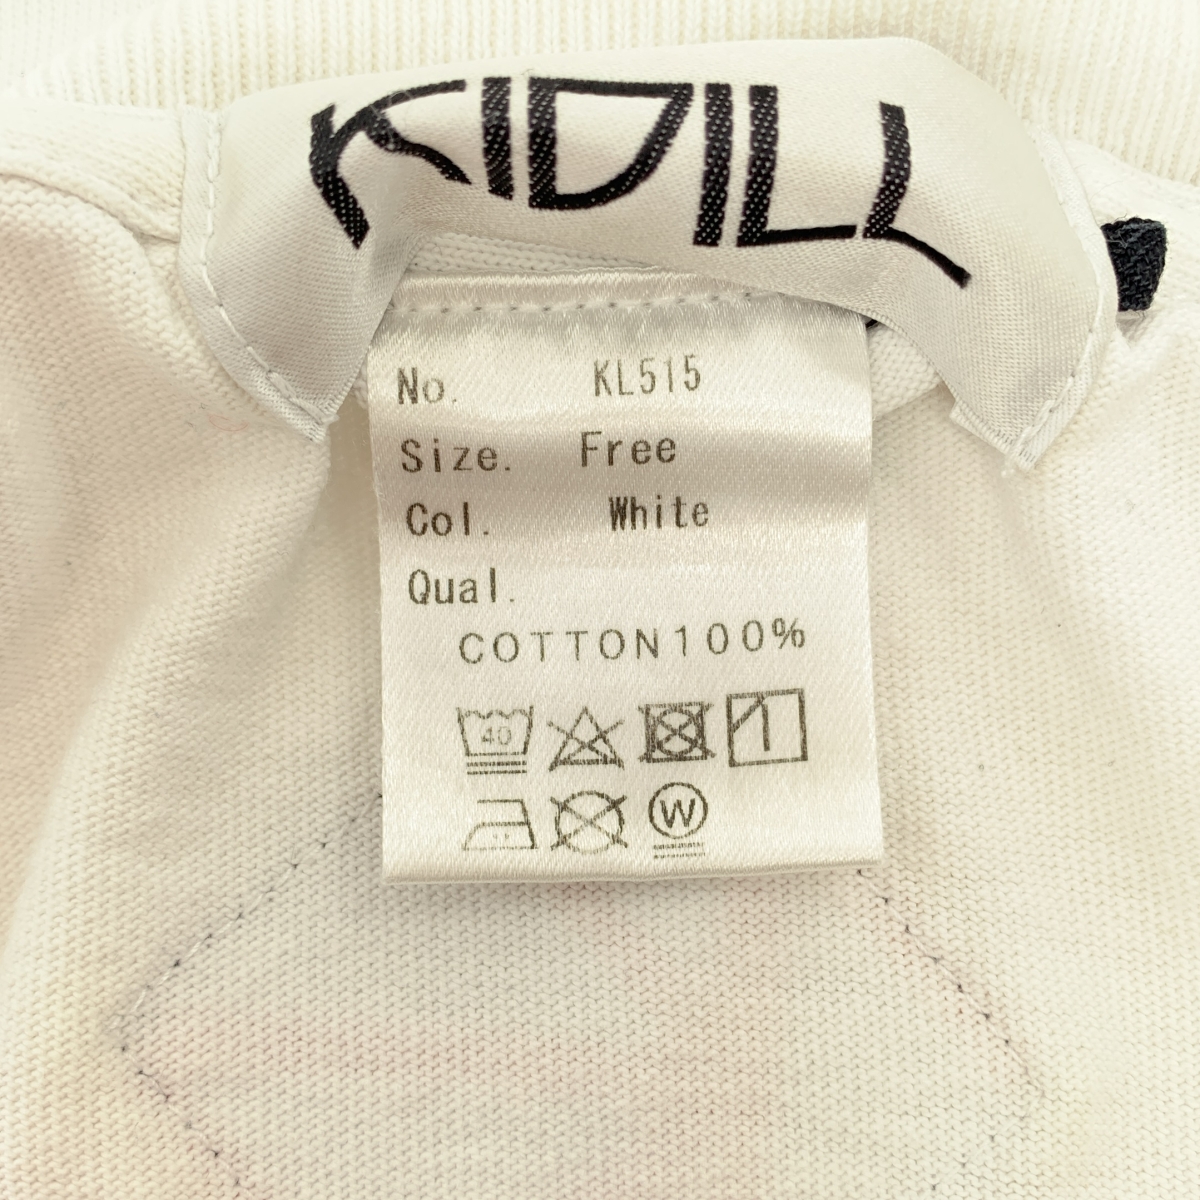 KIDILL
No. KL515
Size. Free
Col. White
Qual.
COTTON100%
40
W